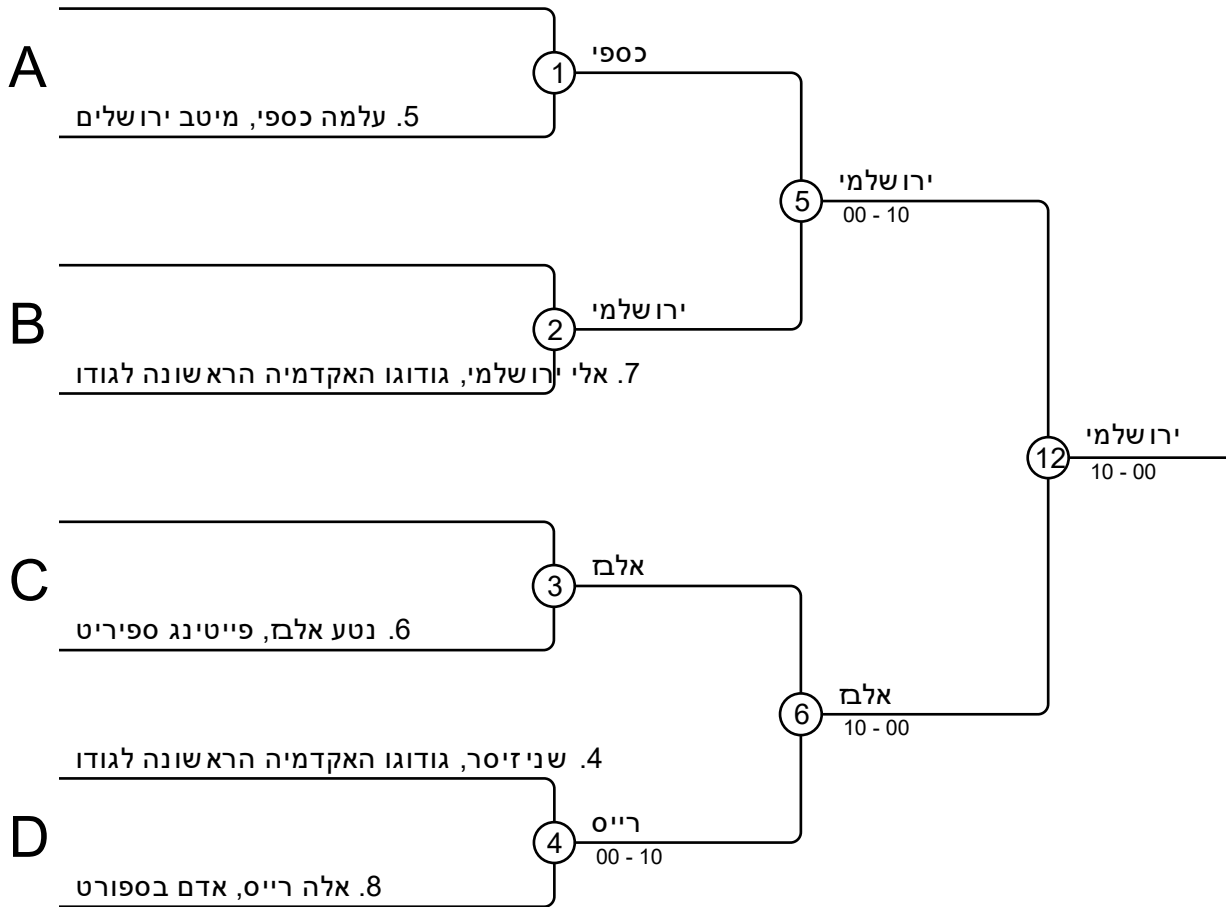 A
5. עלמה כספי, מיטב ירושלים
1
כספי
B
7. אלי ירושלמי, גודוגו האקדמיה הראשונה לגודו
2
ירושלמי
5
ירושלמי
00 - 10
C
6. נטע אלבז, פייטינג ספיריט
3
אלבז
D
4. שני זיסר, גודוגו האקדמיה הראשונה לגודו
8. אלה רייס, אדם בספורט
4
רייס
00 - 10
6
אלבז
10 - 00
12
ירושלמי
10 - 00